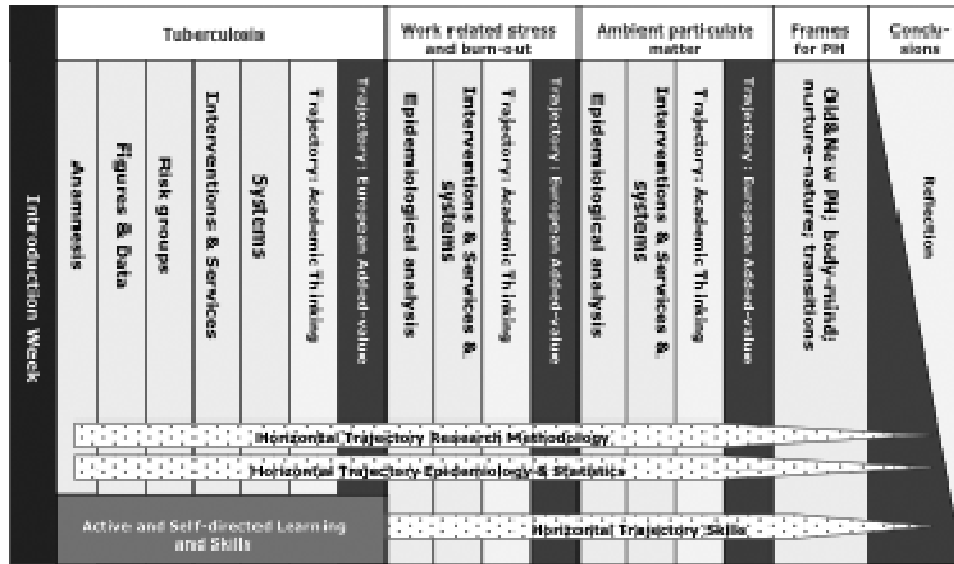 Tuberculosis
Work related stress
and burn-out
Ambient particulate
matter
Frames
for PH
Conclu-
sions
Introduction Week
Anamnesis
Figures & Data
Risk groups
Interventions & Services
Systems
Trajectory: Academic Thinking
Trajectory: European Added-value
Epidemiological analysis
Interventions & Services &
systems
Trajectory: Academic Thinking
Trajectory: European Added-value
Epidemiological analysis
Interventions & Services &
systems
Trajectory: Academic Thinking
Trajectory: European Added-value
Old&New PH; body-mind;
nurture-nature; transitions
Reflection
Horizontal Trajectory Research Methodology
Horizontal Trajectory Epidemiology & Statistics
Active and Self-directed Learning
and Skills
Horizontal Trajectory Skills